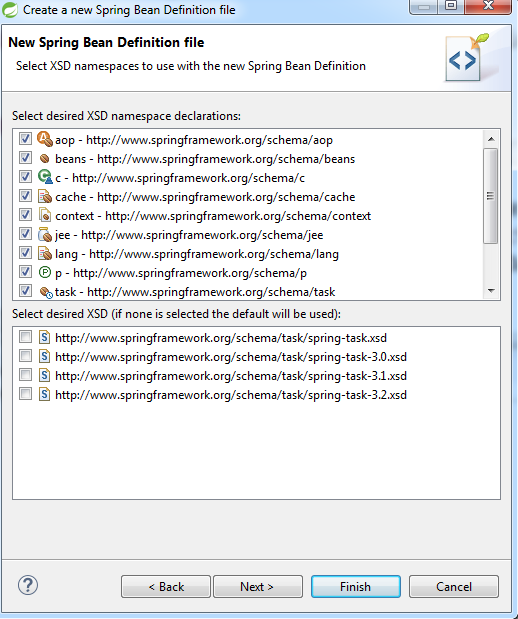 Create a new Spring Bean Definition file
New Spring Bean Definition file
Select XSD namespaces to use with the new Spring Bean Definition
Select desired XSD namespace declarations:
aop - http://www.springframework.org/schema/aop
beans - http://www.springframework.org/schema/beans
c - http://www.springframework.org/schema/c
cache - http://www.springframework.org/schema/cache
context - http://www.springframework.org/schema/context
jee - http://www.springframework.org/schema/jee
lang - http://www.springframework.org/schema/lang
p - http://www.springframework.org/schema/p
task - http://www.springframework.org/schema/task
Select desired XSD (if none is selected the default will be used):
http://www.springframework.org/schema/task/spring-task.xsd
http://www.springframework.org/schema/task/spring-task-3.0.xsd
http://www.springframework.org/schema/task/spring-task-3.1.xsd
http://www.springframework.org/schema/task/spring-task-3.2.xsd
< Back Next > Finish Cancel